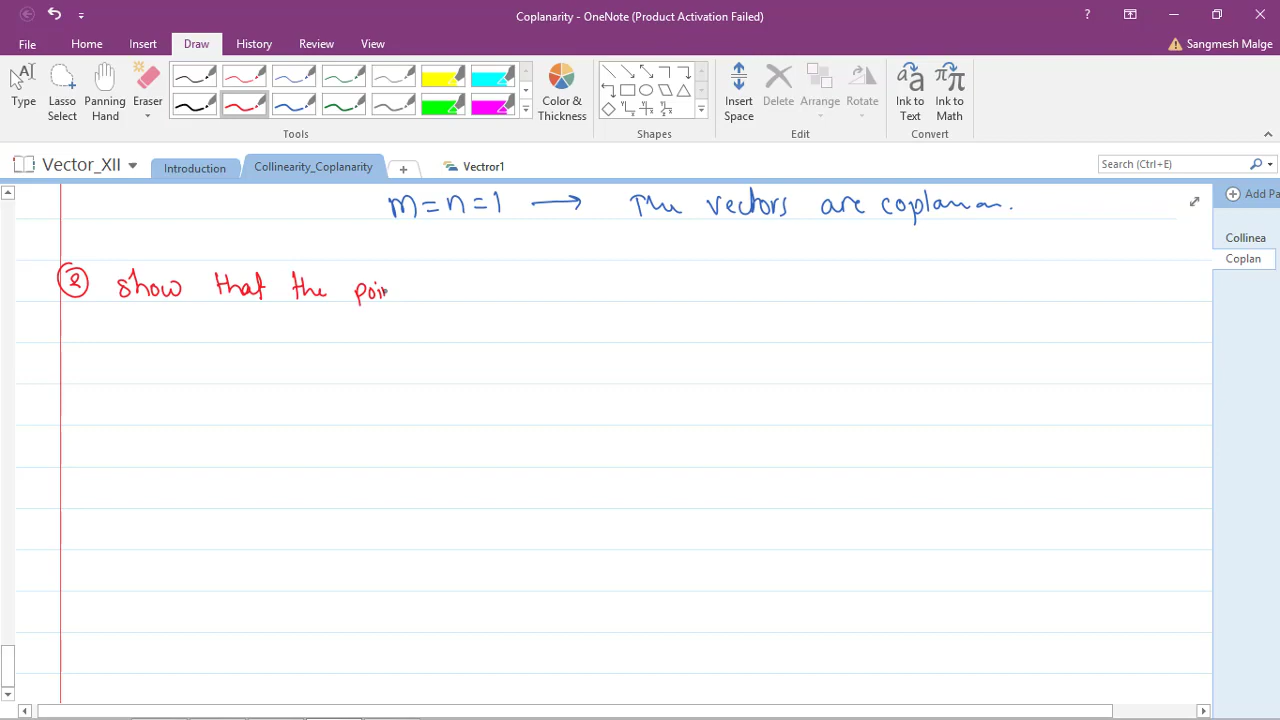 Coplanarity - OneNote (Product Activation Failed)
?
File Home Insert Draw History Review View
Sangmesh Malge
Type Lasso Select Panning Hand Eraser Color & Thickness Insert Space Delete Arrange Rotate Ink to Text Ink to Math
Tools Shapes Edit Convert
Vector_XII Introduction Collinearity_Coplanarity + Vectror1 Search (Ctrl+E)
Add Pa
Collinea
Coplan
m=n=1 → The vectors are coplanar.
② show that the poin